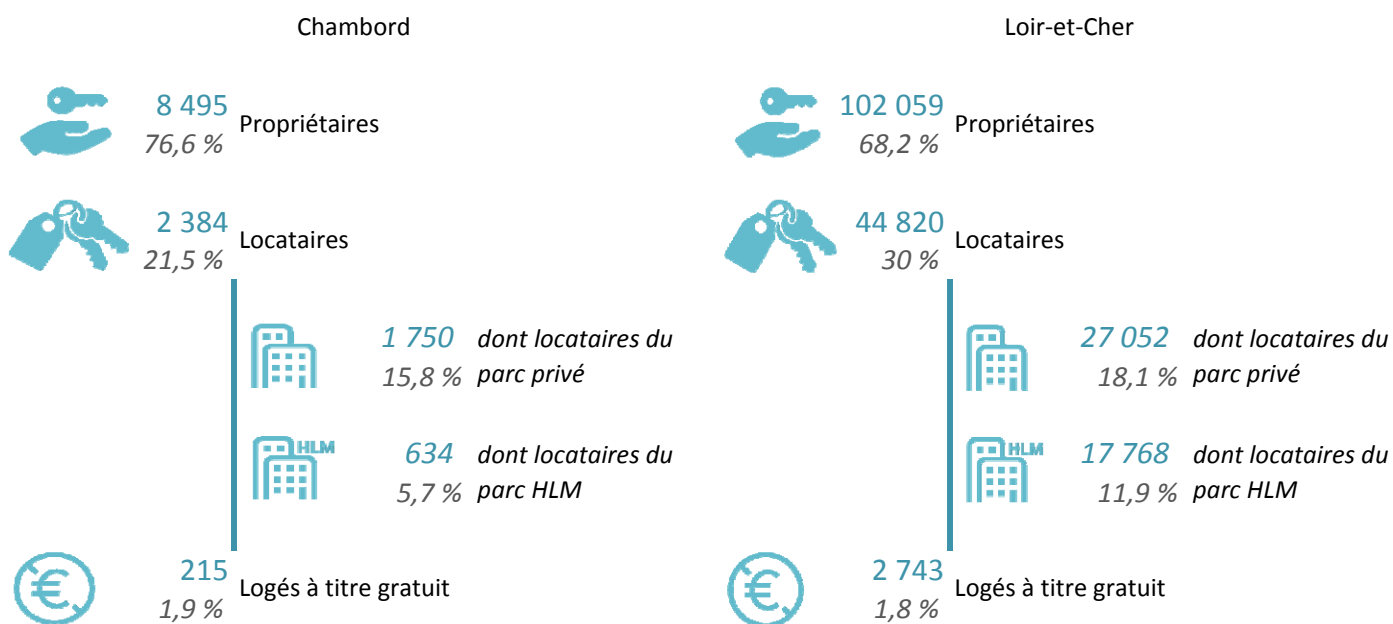 Chambord
8 495
76,6 %
Propriétaires
2 384
21,5 %
Locataires
1 750
15,8 %
dont locataires du
parc privé
HLM
634
5,7 %
dont locataires du
parc HLM
215
1,9 %
Logés à titre gratuit
Loir-et-Cher
102 059
68,2 %
Propriétaires
44 820
30 %
Locataires
27 052
18,1 %
dont locataires du
parc privé
HLM
17 768
11,9 %
dont locataires du
parc HLM
2 743
1,8 %
Logés à titre gratuit